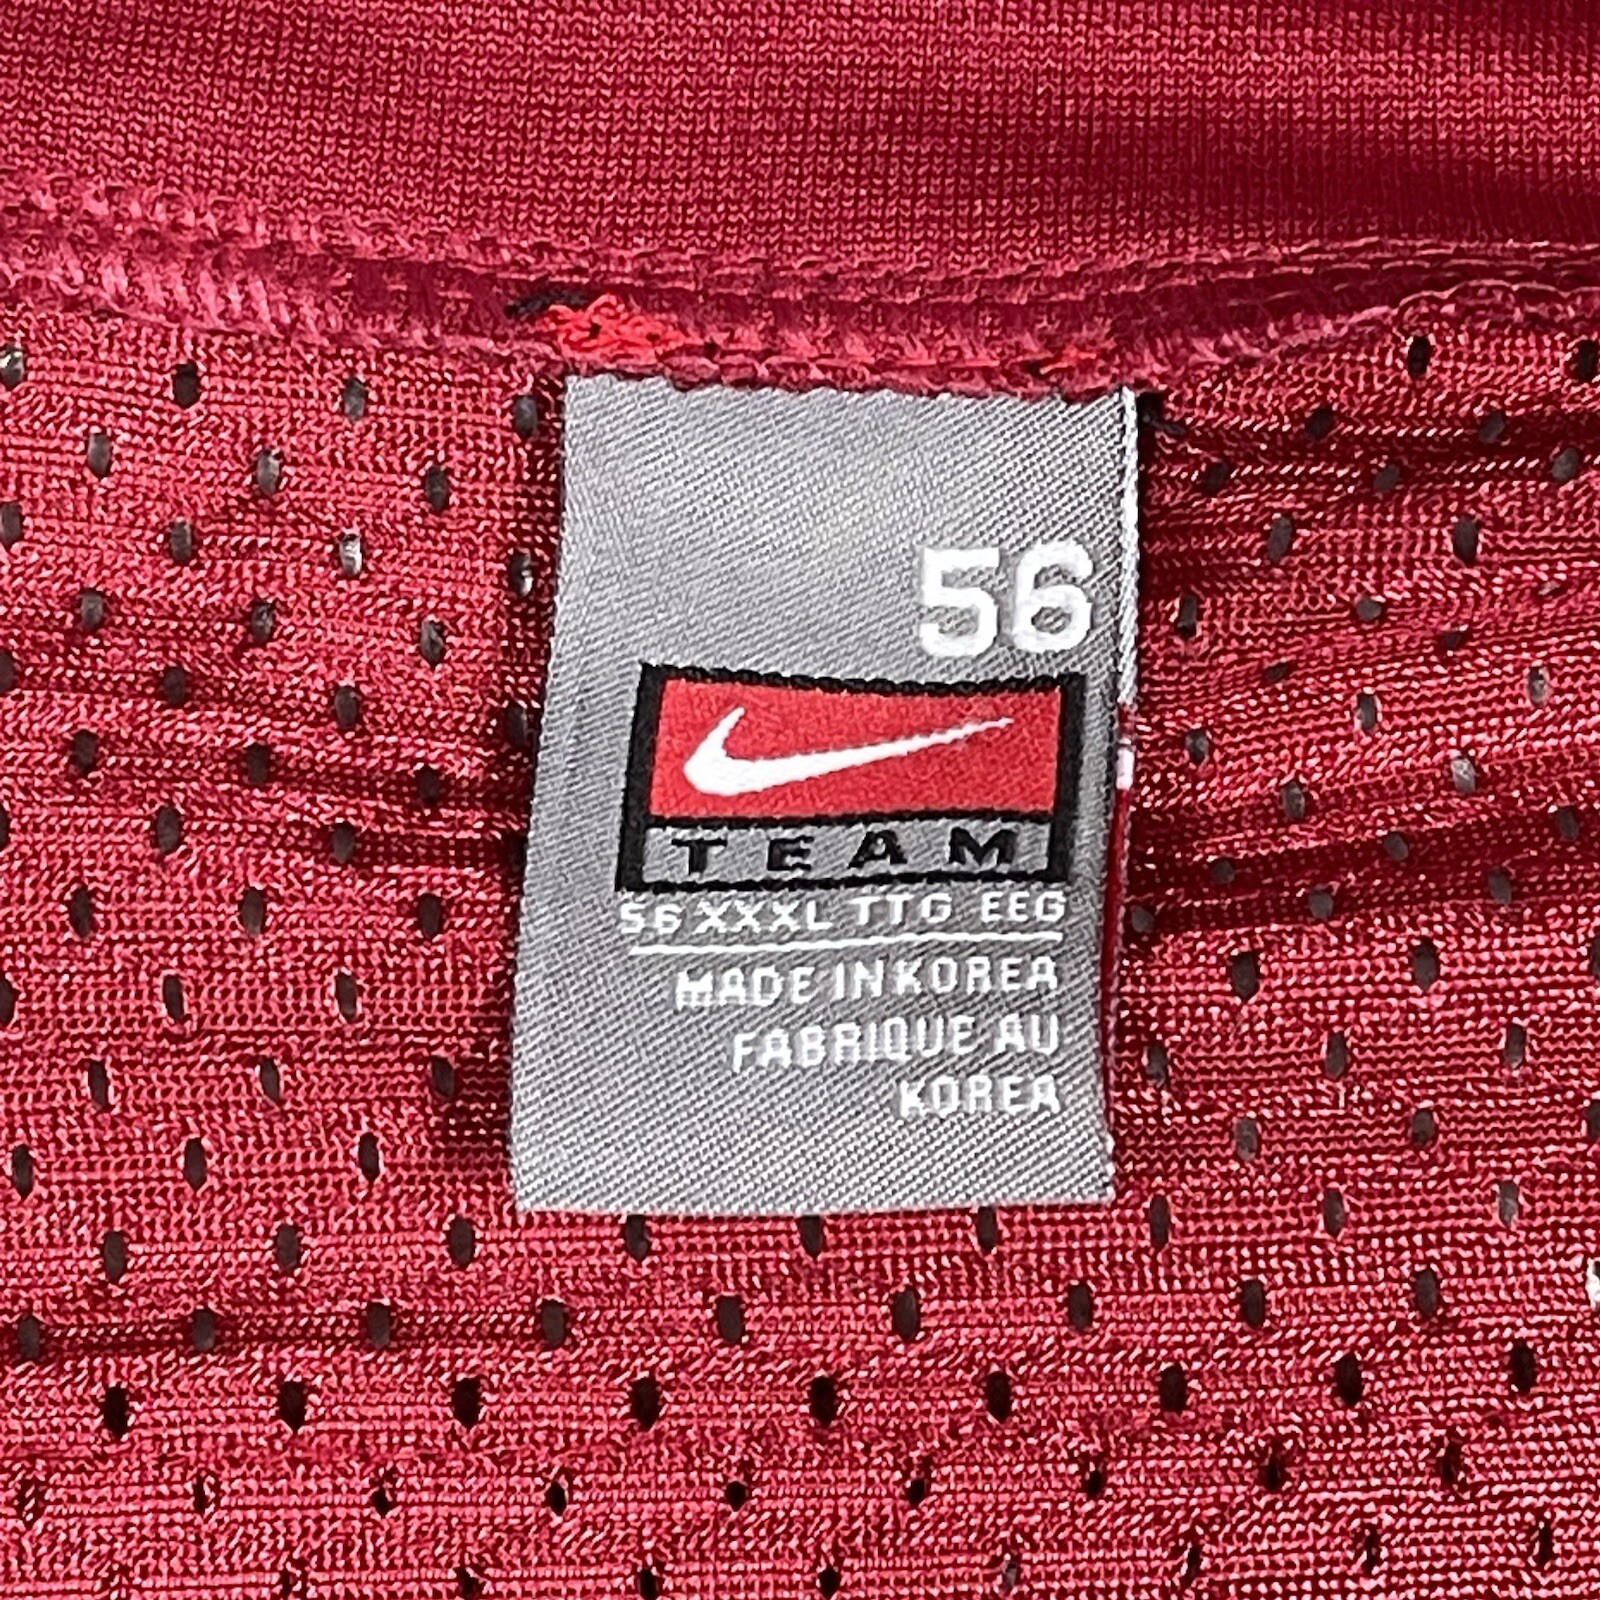 56
TEAM
56 XXXL TTG EEG
MADE IN KOREA
FABRIQUE AU
KOREA